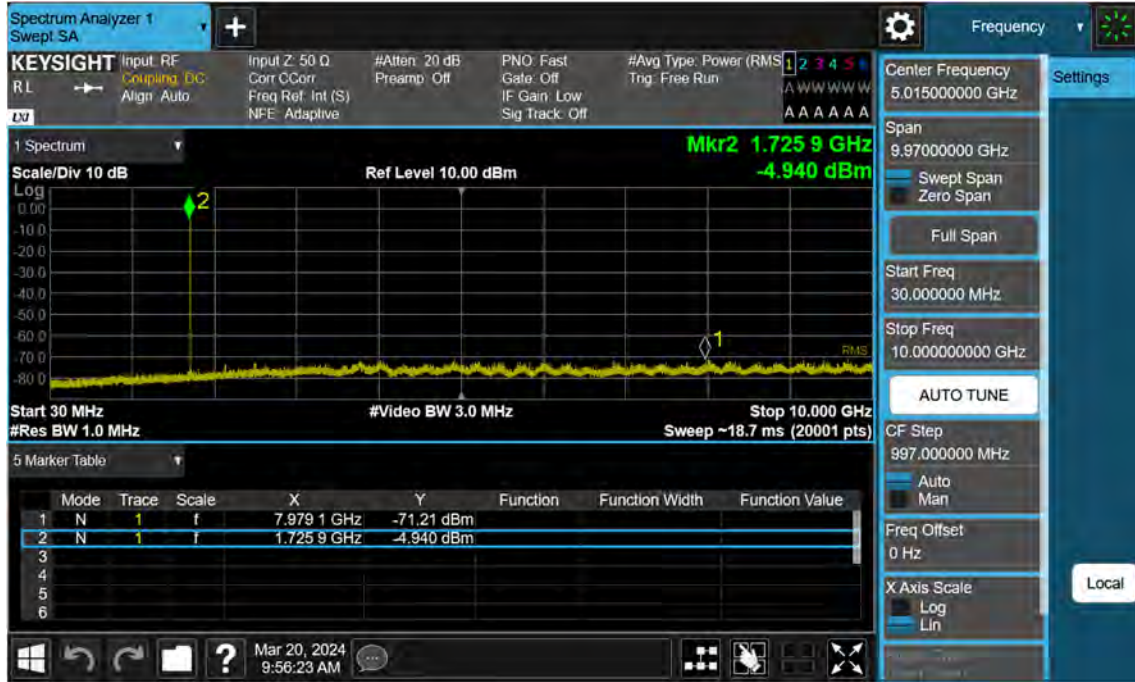 Spectrum Analyzer 1
Swept SA
Frequency
KEYSIGHT
RL
LXI
Input: RF
Coupling: DC
Align: Auto
Input Z: 50 Ω
Corr CCorr
Freq Ref: Int (S)
NFE: Adaptive
#Atten: 20 dB
Preamp: Off
PNO: Fast
Gate: Off
IF Gain: Low
Sig Track: Off
#Avg Type: Power (RMS
Trig: Free Run
1 2 3 4 5 6
A W W W W W
A A A A A A
1 Spectrum
Mkr2 1.725 9 GHz
Scale/Div 10 dB
Ref Level 10.00 dBm
-4.940 dBm
Log
0.00
-10.0
-20.0
-30.0
-40.0
-50.0
-60.0
-70.0
-80.0
2
1
RMS
Start 30 MHz
#Video BW 3.0 MHz
Stop 10.000 GHz
#Res BW 1.0 MHz
Sweep ~18.7 ms (20001 pts)
5 Marker Table
Mode Trace Scale X Y Function Function Width Function Value
1 N 1 f 7.979 1 GHz -71.21 dBm
2 N 1 f 1.725 9 GHz -4.940 dBm
3
4
5
6
Mar 20, 2024
9:56:23 AM
?
Center Frequency
5.015000000 GHz
Settings
Span
9.97000000 GHz
Swept Span
Zero Span
Full Span
Start Freq
30.000000 MHz
Stop Freq
10.000000000 GHz
AUTO TUNE
CF Step
997.000000 MHz
Auto
Man
Freq Offset
0 Hz
X Axis Scale
Log
Lin
Local